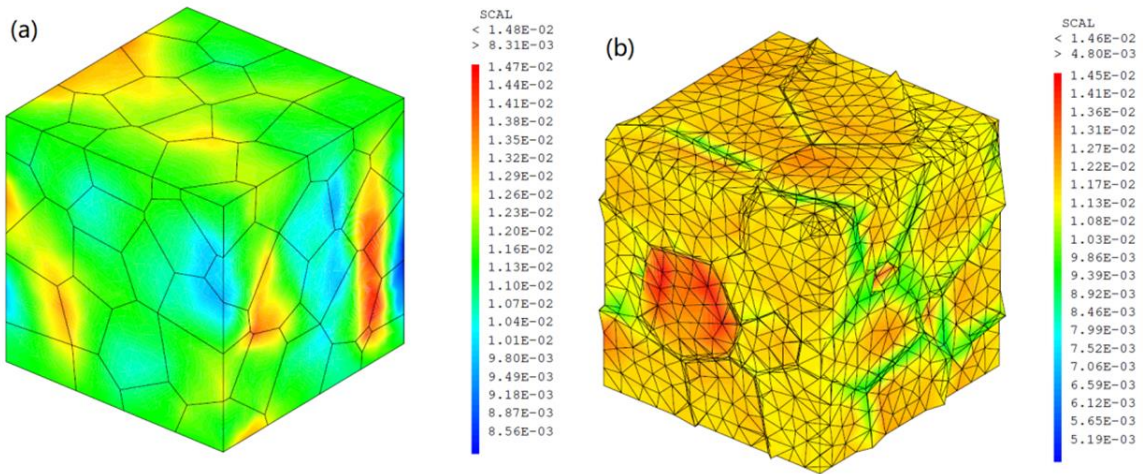 (a)
SCAL
< 1.48E-02
> 8.31E-03
1.47E-02
1.44E-02
1.41E-02
1.38E-02
1.35E-02
1.32E-02
1.29E-02
1.26E-02
1.23E-02
1.20E-02
1.16E-02
1.13E-02
1.10E-02
1.07E-02
1.04E-02
1.01E-02
9.80E-03
9.49E-03
9.18E-03
8.87E-03
8.56E-03
(b)
SCAL
< 1.46E-02
> 4.80E-03
1.45E-02
1.41E-02
1.36E-02
1.31E-02
1.27E-02
1.22E-02
1.17E-02
1.13E-02
1.08E-02
1.03E-02
9.86E-03
9.39E-03
8.92E-03
8.46E-03
7.99E-03
7.52E-03
7.06E-03
6.59E-03
6.12E-03
5.65E-03
5.19E-03